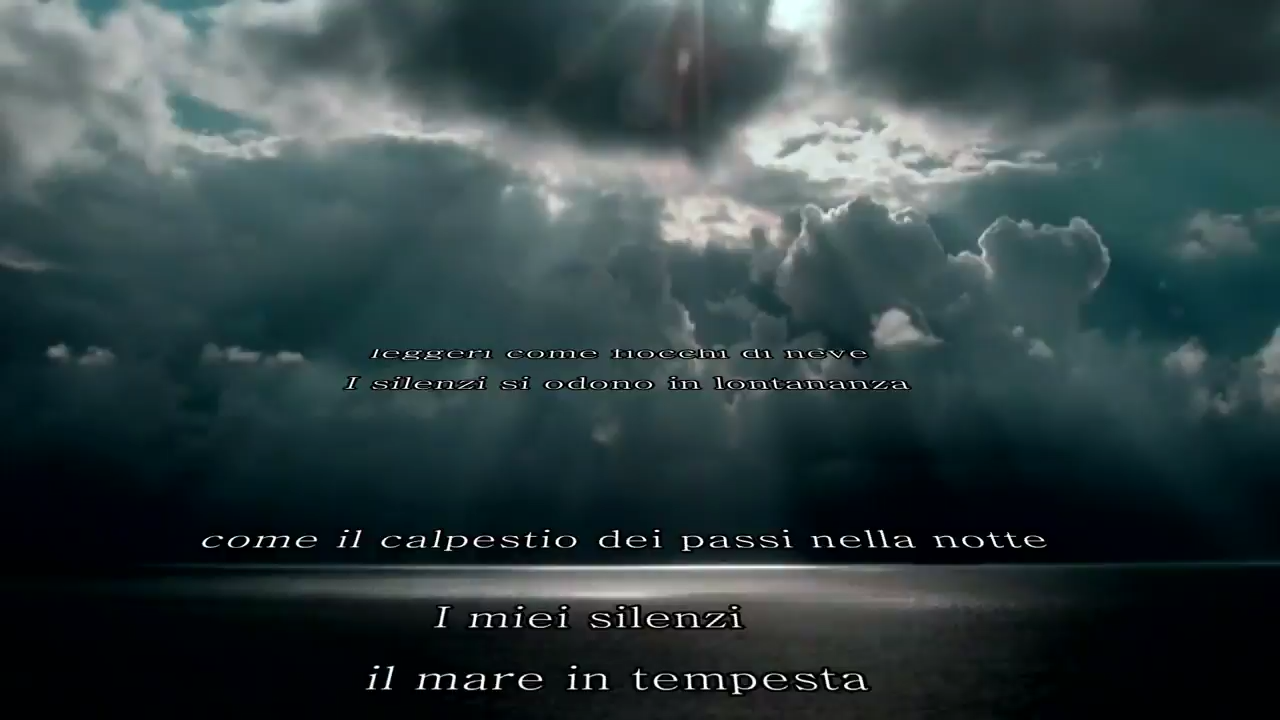 leggeri come fiocchi di neve
I silenzi si odono in lontananza
come il calpestio dei passi nella notte
I miei silenzi
il mare in tempesta